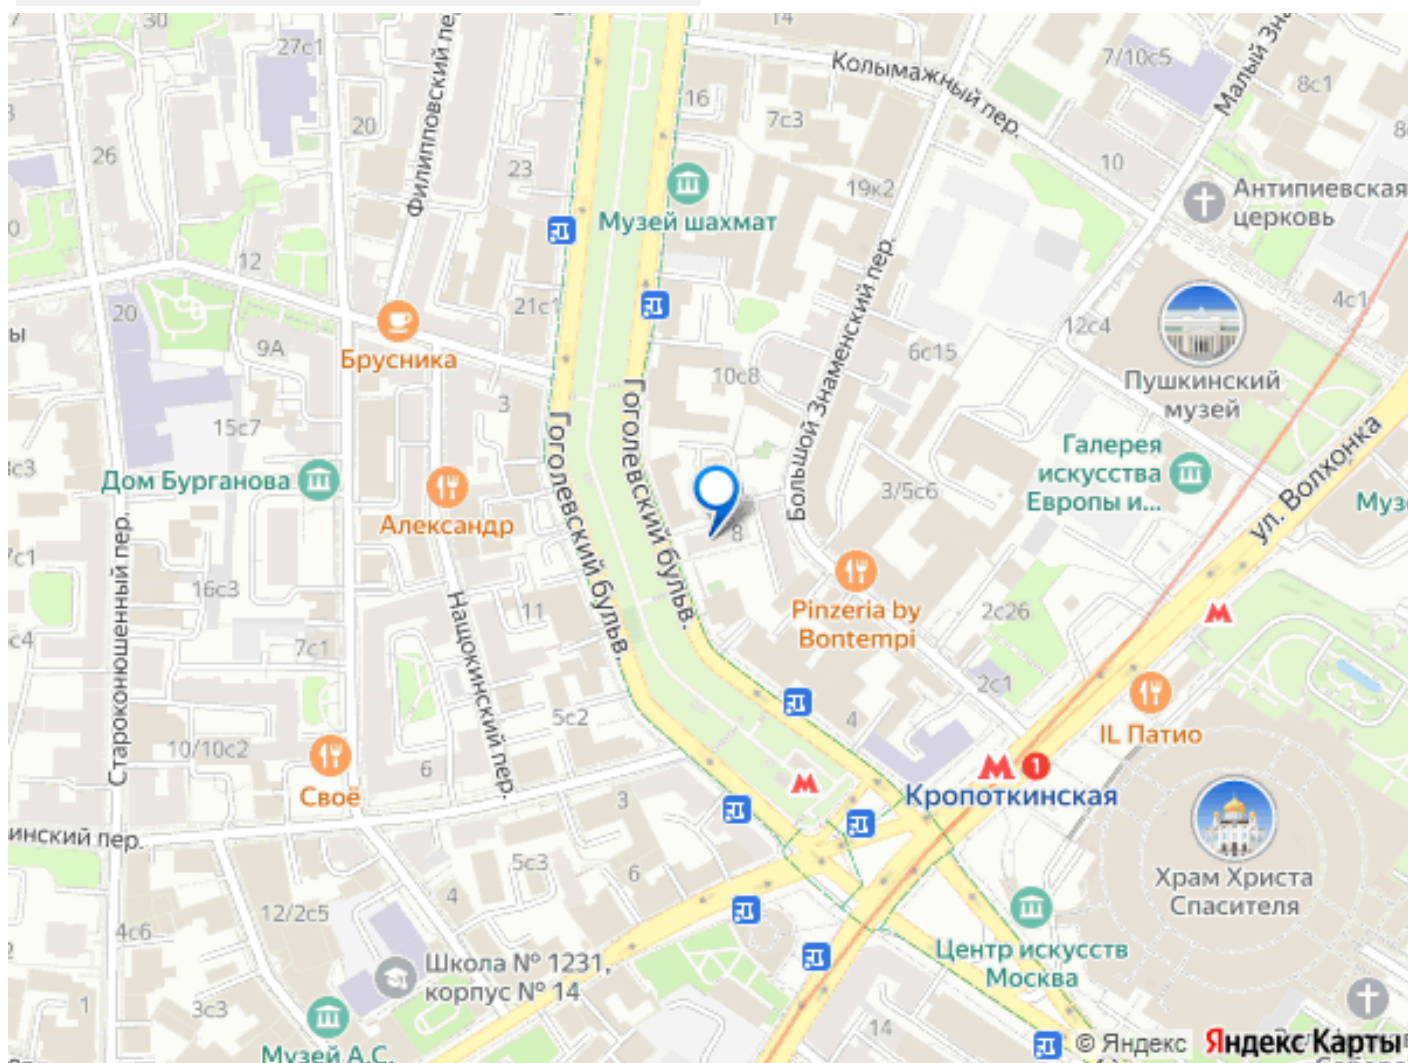 30
14
27с1
Филипповский пе
Колымажный пер.
7/10с5
Малый Зна
8с1
16
7с3
20
26
23
10
19к2
Антипиевская
церковь
Музей шахмат
12
20
21с1
4с1
12с4
Брусника
9А
6с15
10с8
Большой Знаменский пер.
Пушкинский
музей
3
Гоголевский бульв.
Гоголевский бульв.
15с7
Галерея
искусства
Европы и...
ул. Волхонка
Дом Бурганова
3/5с6
Александр
8
Староконюшенный пер.
7с1
16с3
11
Нащокинский пер.
Pinzeria by
Bontempi
2с26
7с1
2с1
5с2
4
IL Патио
10/10с2
6
Своё
1
Кропоткинская
3
инский пер.
5с3
6
4
12/2с5
4с6
Храм Христа
Спасителя
Центр искусств
Москва
Школа № 1231,
корпус № 14
1
3с3
14
Музей А.С.
© Яндекс
Яндекс Карты